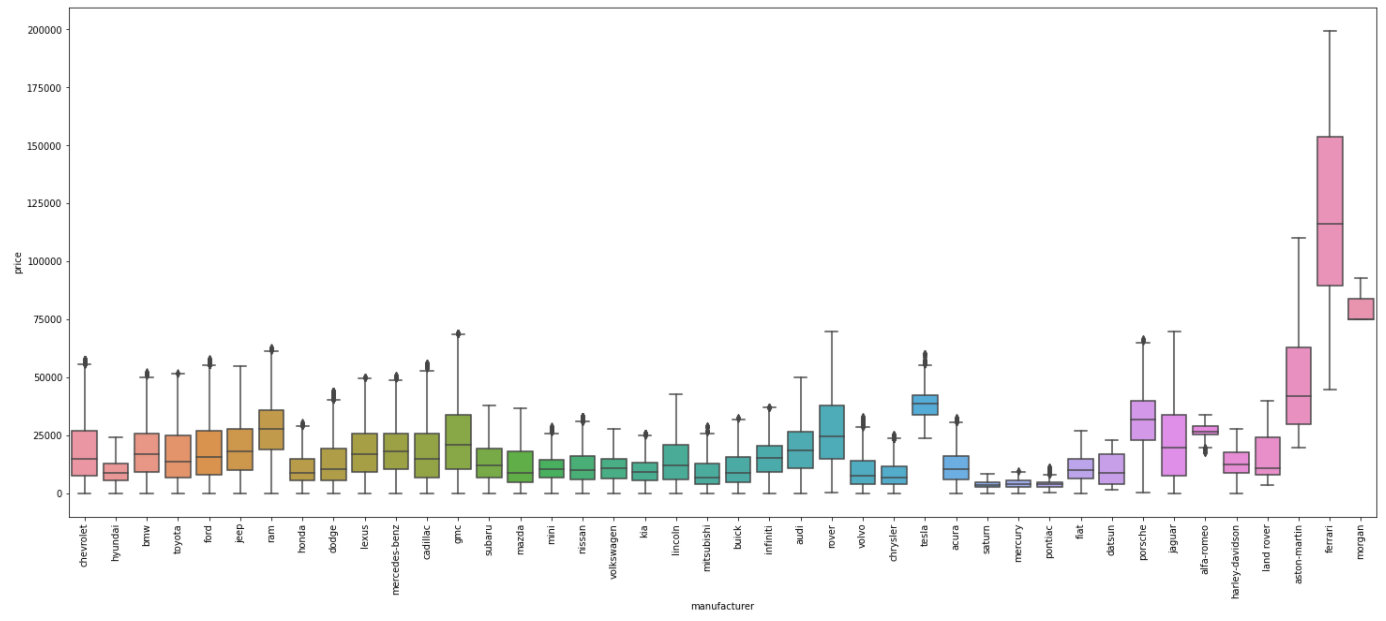 200000
175000
150000
125000
100000
75000
50000
25000
0
price
chevrolet
hyundai
bmw
toyota
ford
jeep
ram
honda
dodge
lexus
mercedes-benz
cadillac
gmc
subaru
mazda
mini
nissan
volkswagen
kia
lincoln
mitsubishi
buick
infiniti
audi
rover
volvo
chrysler
tesla
acura
saturn
mercury
pontiac
fiat
datsun
porsche
jaguar
alfa-romeo
harley-davidson
land rover
aston-martin
ferrari
morgan
manufacturer